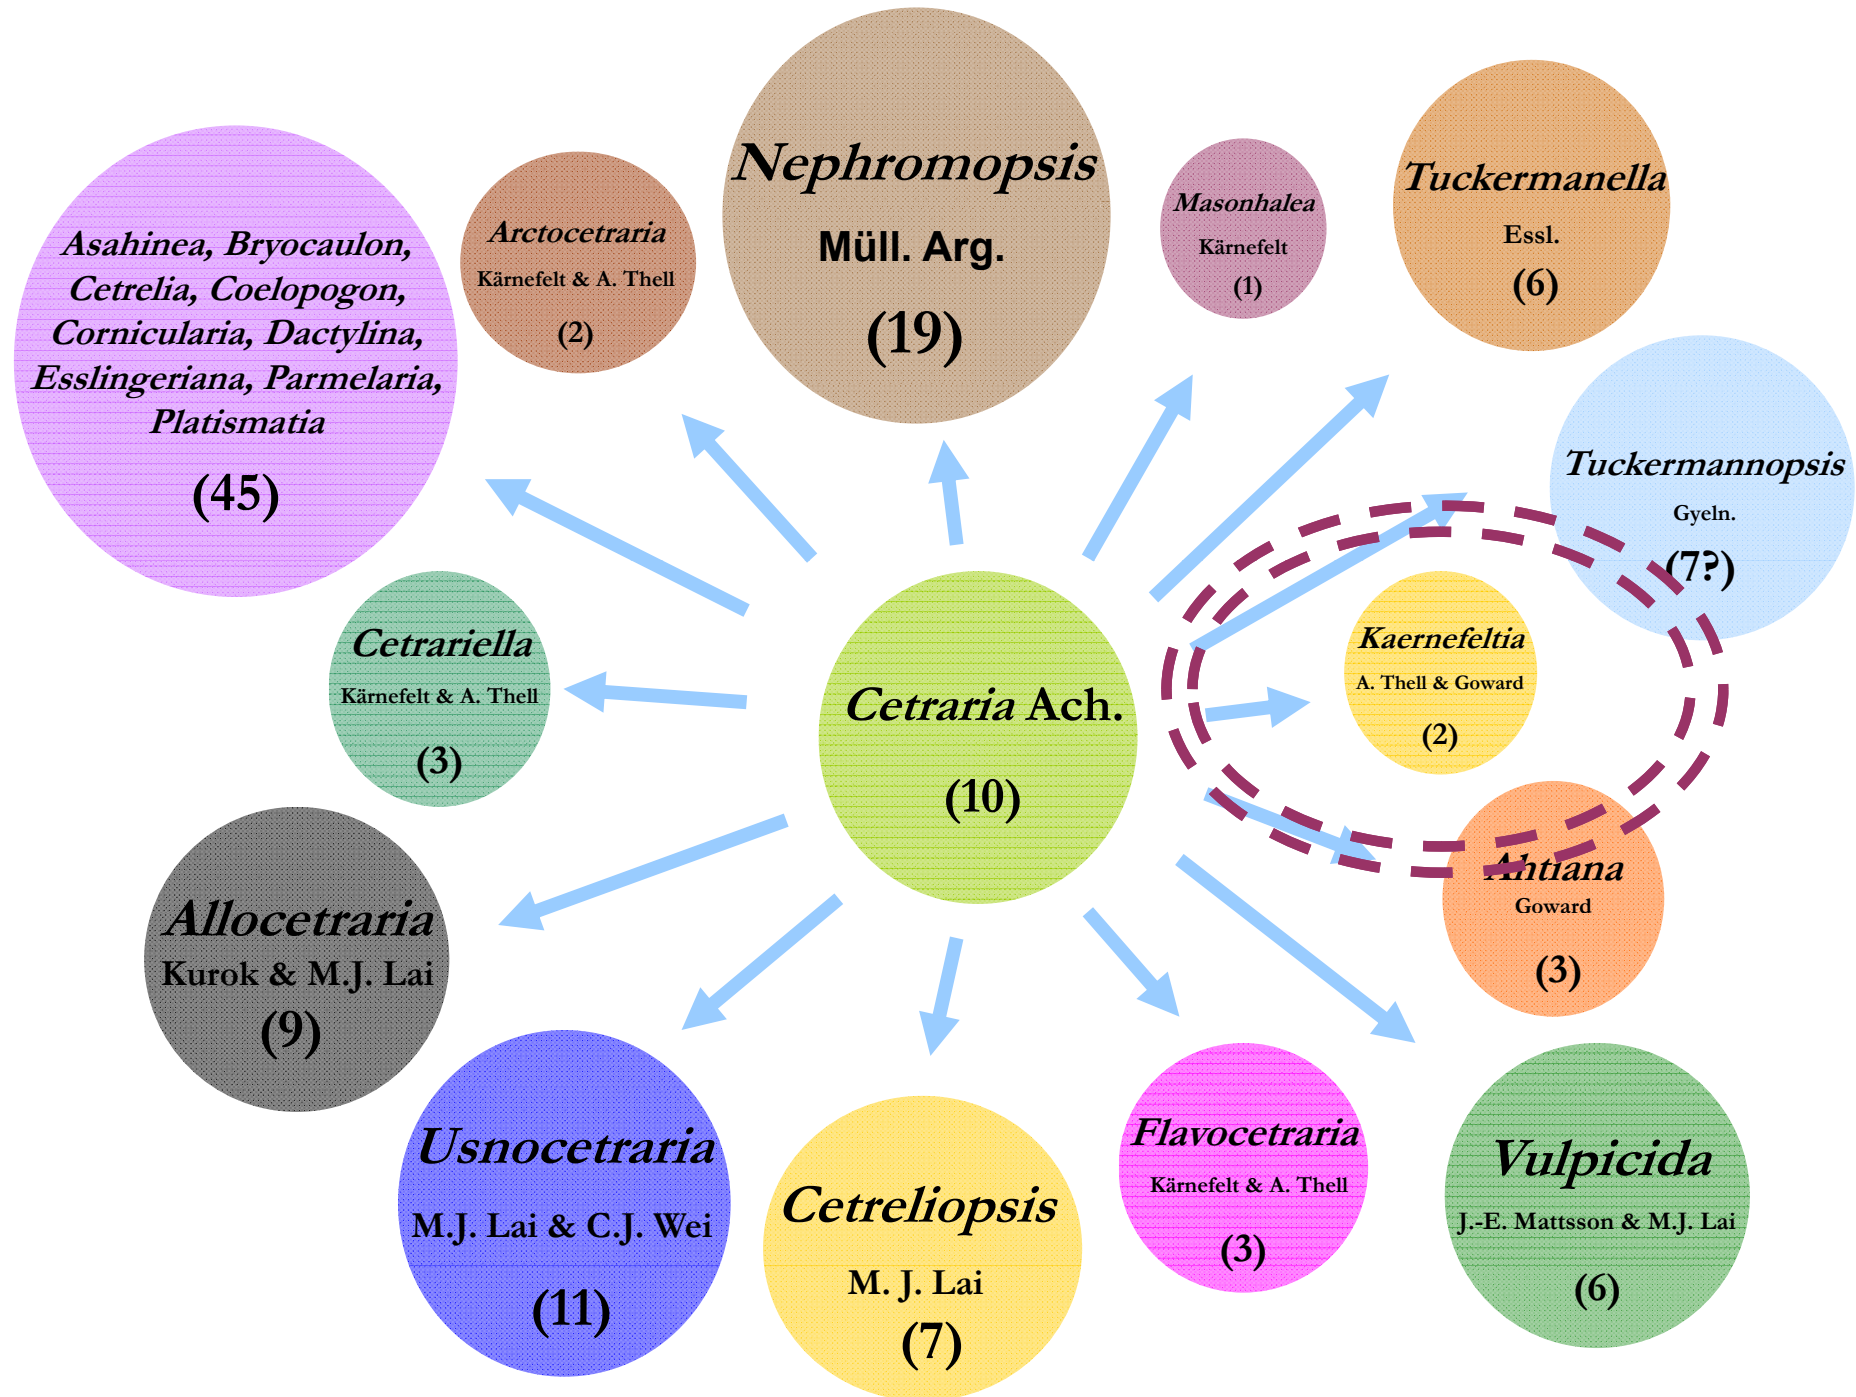 Nephromopsis
Müll. Arg.
(19)
Masonhalea
Kärnefelt
(1)
Tuckermanella
Essl.
(6)
Arctocetraria
Kärnefelt & A. Thell
(2)
Asahinea, Bryocaulon,
Cetrelia, Coelopogon,
Cornicularia, Dactylina,
Esslingeriana, Parmelaria,
Platismatia
(45)
Tuckermannopsis
Gyeln.
(7?)
Cetrariella
Kärnefelt & A. Thell
(3)
Cetraria Ach.
(10)
Kaernefeltia
A. Thell & Goward
(2)
Ahtiana
Goward
(3)
Allocetraria
Kurok & M.J. Lai
(9)
Usnocetraria
M.J. Lai & C.J. Wei
(11)
Cetreliopsis
M. J. Lai
(7)
Flavocetraria
Kärnefelt & A. Thell
(3)
Vulpicida
J.-E. Mattsson & M.J. Lai
(6)